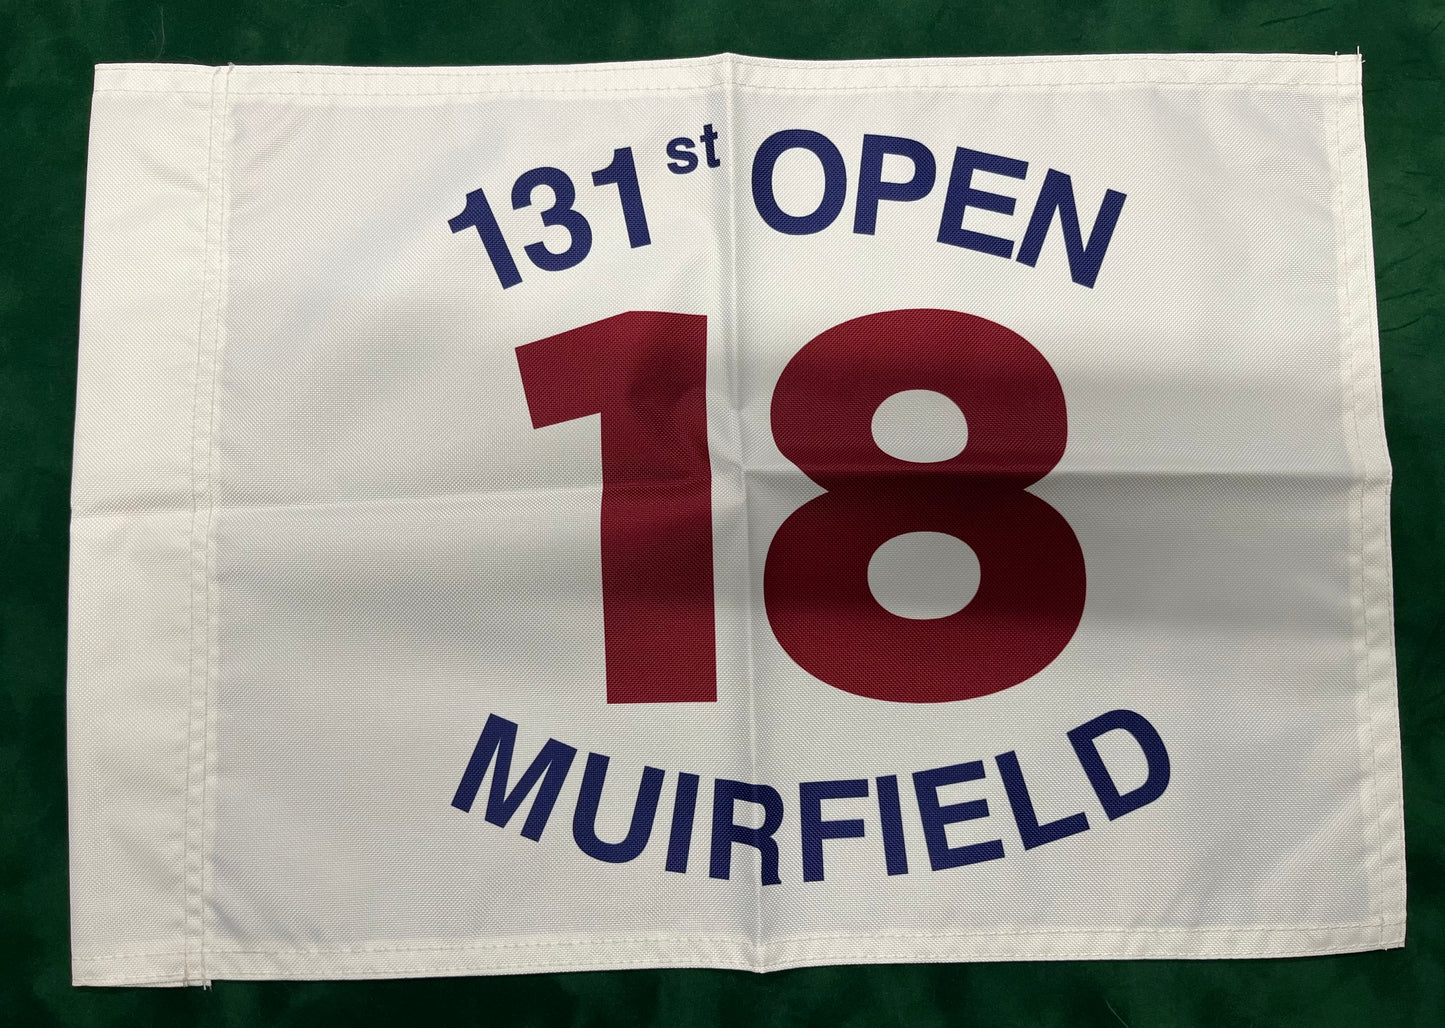 131st OPEN
18
MUIRFIELD